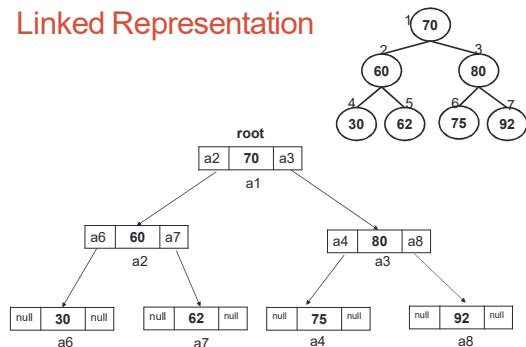 Linked Representation
1 70
2 3
60 80
4 5 6 7
30 62 75 92
root
a2 70 a3
a1
a6 60 a7
a2
a4 80 a8
a3
null 30 null
a6
null 62 null
a7
null 75 null
a4
null 92 null
a8